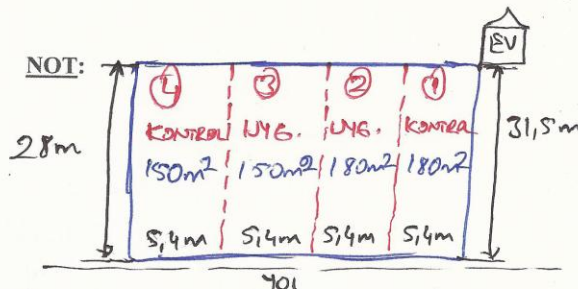 EV
NOT:
④ ③ ② ①
KONTROL UYG. UYG. KONTROL
28m 31,5m
150m² 150m² 180m² 180m²
5,4m 5,4m 5,4m 5,4m
YOL